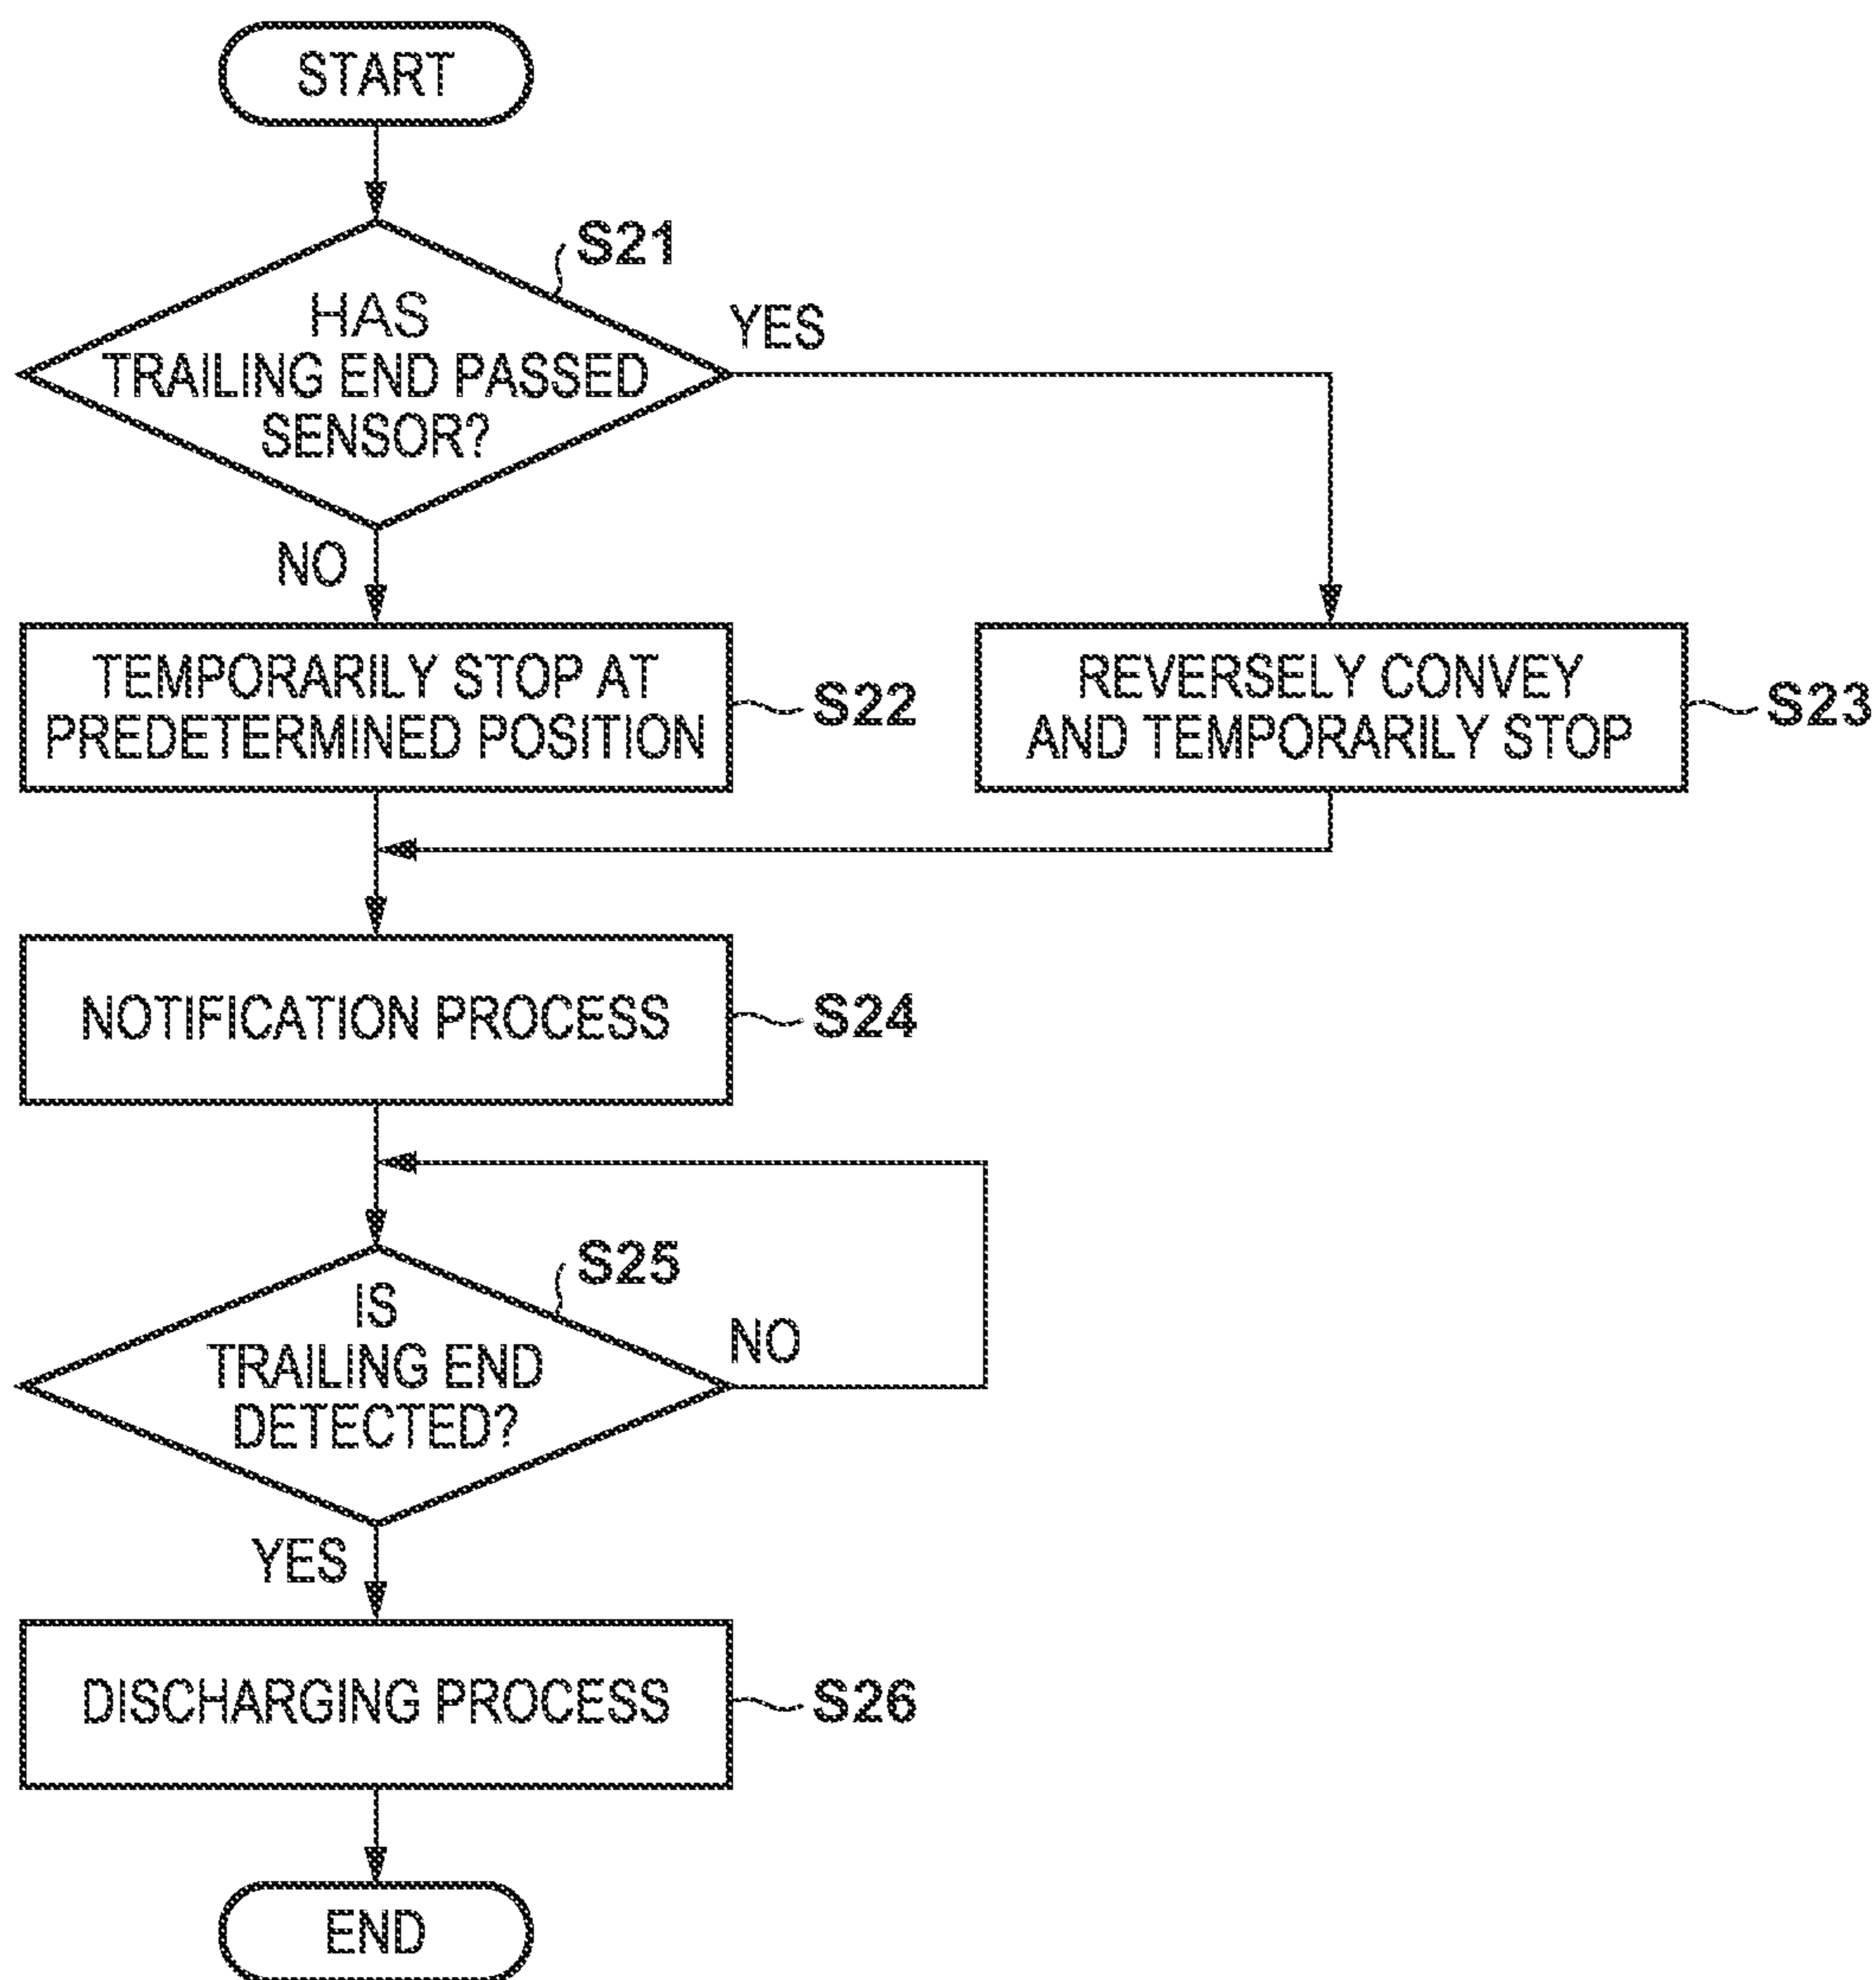 START
S21
HAS
TRAILING END PASSED
SENSOR?
YES
NO
TEMPORARILY STOP AT
PREDETERMINED POSITION
S22
REVERSELY CONVEY
AND TEMPORARILY STOP
S23
NOTIFICATION PROCESS
S24
S25
IS
TRAILING END
DETECTED?
NO
YES
DISCHARGING PROCESS
S26
END